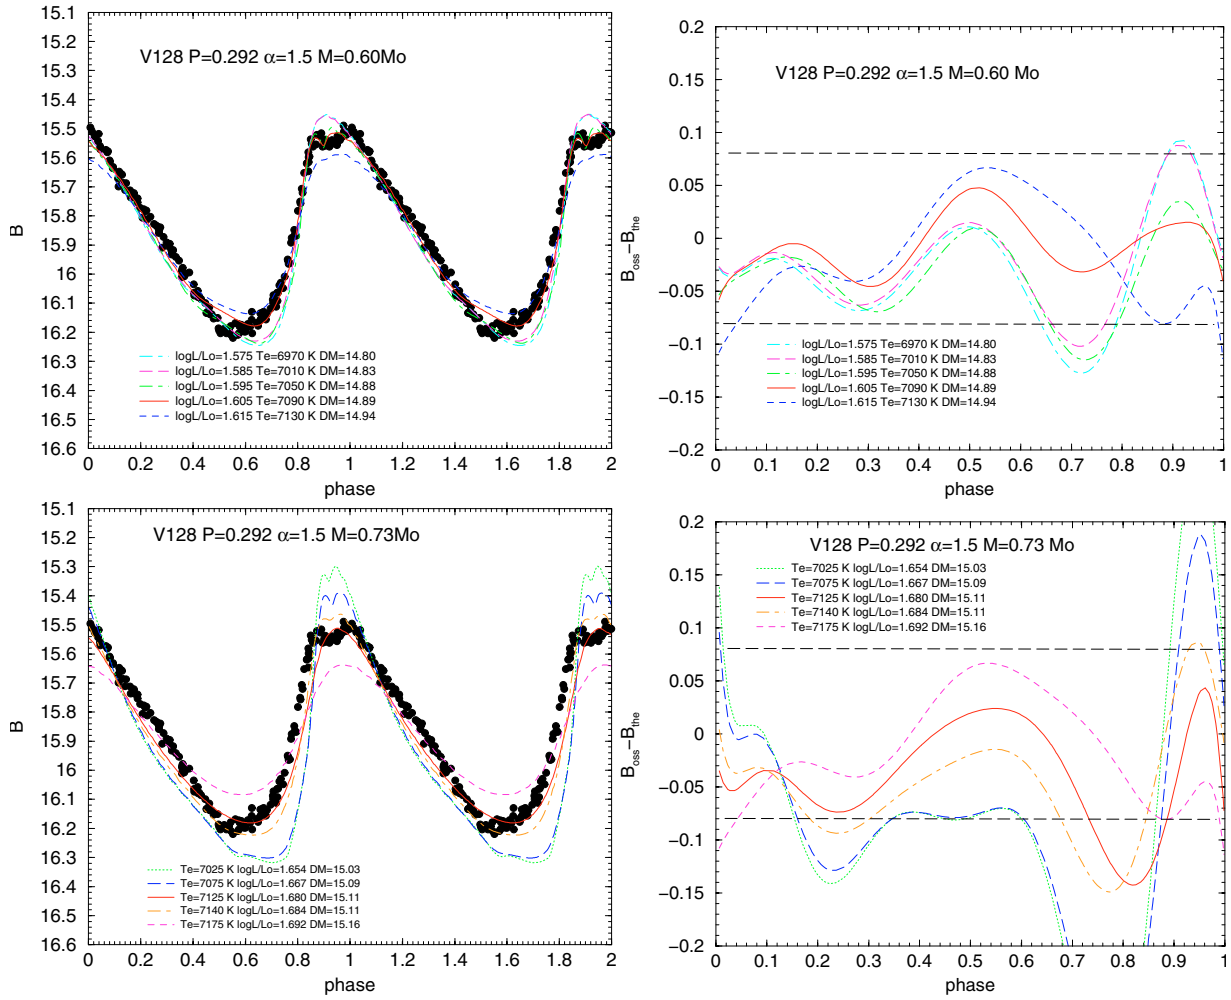 V128 P=0.292 α=1.5 M=0.60Mo
15.1
15.2
15.3
15.4
15.5
15.6
15.7
15.8
15.9
16
16.1
16.2
16.3
16.4
16.5
16.6
B
logL/Lo=1.575 Te=6970 K DM=14.80
logL/Lo=1.585 Te=7010 K DM=14.83
logL/Lo=1.595 Te=7050 K DM=14.88
logL/Lo=1.605 Te=7090 K DM=14.89
logL/Lo=1.615 Te=7130 K DM=14.94
0 0.2 0.4 0.6 0.8 1 1.2 1.4 1.6 1.8 2
phase
V128 P=0.292 α=1.5 M=0.60 Mo
0.2
0.15
0.1
0.05
0
−0.05
−0.1
−0.15
−0.2
Boss−Bthe
logL/Lo=1.575 Te=6970 K DM=14.80
logL/Lo=1.585 Te=7010 K DM=14.83
logL/Lo=1.595 Te=7050 K DM=14.88
logL/Lo=1.605 Te=7090 K DM=14.89
logL/Lo=1.615 Te=7130 K DM=14.94
0 0.1 0.2 0.3 0.4 0.5 0.6 0.7 0.8 0.9 1
phase
V128 P=0.292 α=1.5 M=0.73Mo
15.1
15.2
15.3
15.4
15.5
15.6
15.7
15.8
15.9
16
16.1
16.2
16.3
16.4
16.5
16.6
B
Te=7025 K logL/Lo=1.654 DM=15.03
Te=7075 K logL/Lo=1.667 DM=15.09
Te=7125 K logL/Lo=1.680 DM=15.11
Te=7140 K logL/Lo=1.684 DM=15.11
Te=7175 K logL/Lo=1.692 DM=15.16
0 0.2 0.4 0.6 0.8 1 1.2 1.4 1.6 1.8 2
phase
V128 P=0.292 α=1.5 M=0.73 Mo
Te=7025 K logL/Lo=1.654 DM=15.03
Te=7075 K logL/Lo=1.667 DM=15.09
Te=7125 K logL/Lo=1.680 DM=15.11
Te=7140 K logL/Lo=1.684 DM=15.11
Te=7175 K logL/Lo=1.692 DM=15.16
0.2
0.15
0.1
0.05
0
−0.05
−0.1
−0.15
−0.2
Boss−Bthe
0 0.1 0.2 0.3 0.4 0.5 0.6 0.7 0.8 0.9 1
phase